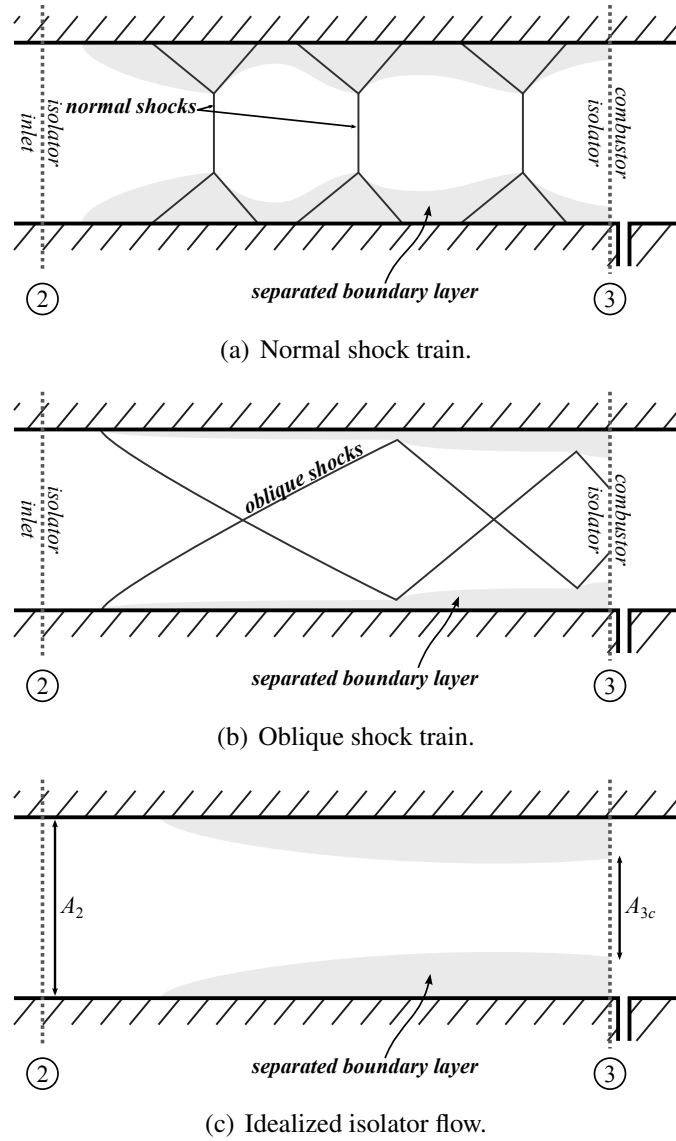 normal shocks
inlet
isolator
isolator
combustor
separated boundary layer
2
3
(a) Normal shock train.
oblique shocks
inlet
isolator
isolator
combustor
separated boundary layer
2
3
(b) Oblique shock train.
A2
A3c
separated boundary layer
2
3
(c) Idealized isolator flow.